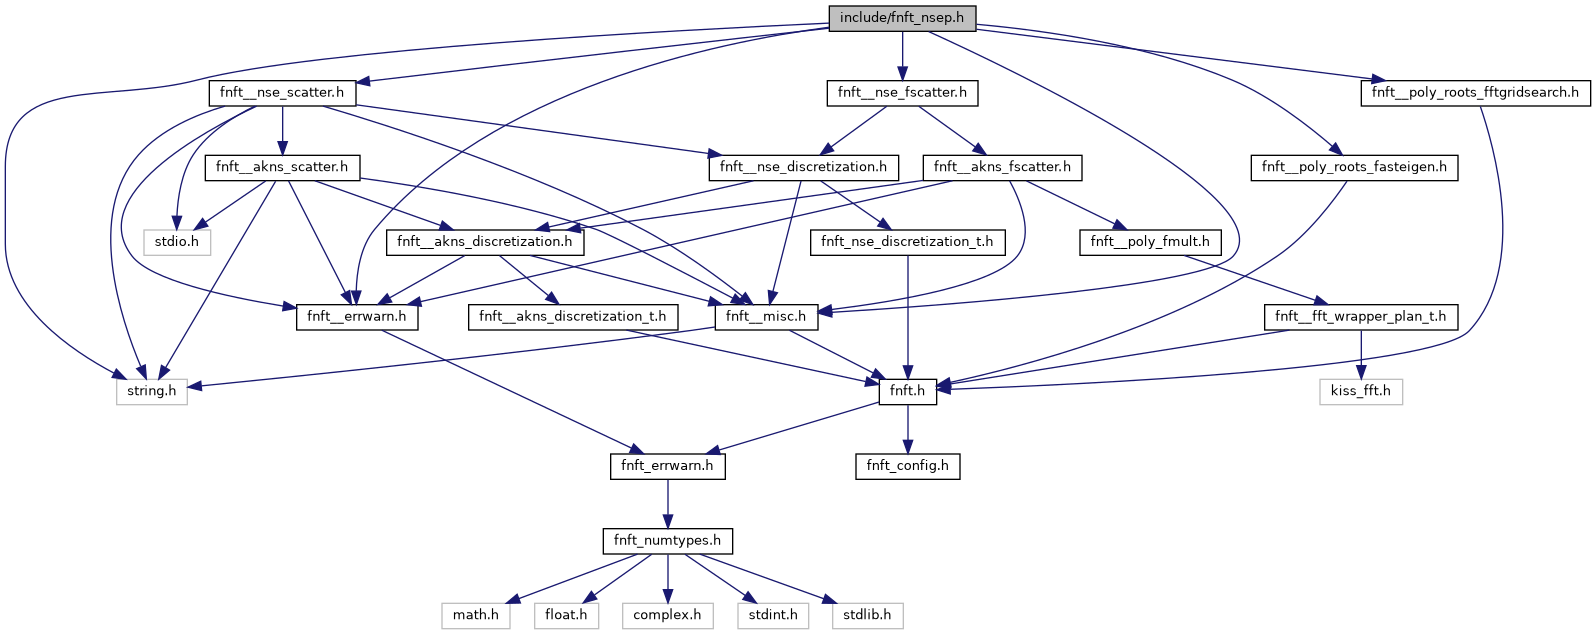 include/fnft_nsep.h
fnft__nse_scatter.h
fnft__nse_fscatter.h
fnft__poly_roots_fftgridsearch.h
fnft__akns_scatter.h
fnft__nse_discretization.h
fnft__akns_fscatter.h
fnft__poly_roots_fasteigen.h
stdio.h
fnft__akns_discretization.h
fnft_nse_discretization_t.h
fnft__poly_fmult.h
fnft__errwarn.h
fnft__akns_discretization_t.h
fnft__misc.h
fnft__fft_wrapper_plan_t.h
string.h
fnft.h
kiss_fft.h
fnft_errwarn.h
fnft_config.h
fnft_numtypes.h
math.h
float.h
complex.h
stdint.h
stdlib.h